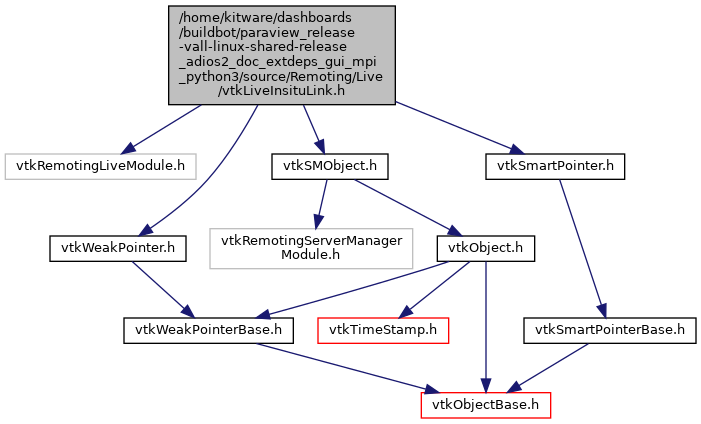 /home/kitware/dashboards
/buildbot/paraview_release
-vall-linux-shared-release
_adios2_doc_extdeps_gui_mpi
_python3/source/Remoting/Live
/vtkLiveInsituLink.h
vtkRemotingLiveModule.h
vtkSMObject.h
vtkSmartPointer.h
vtkWeakPointer.h
vtkRemotingServerManager
Module.h
vtkObject.h
vtkWeakPointerBase.h
vtkTimeStamp.h
vtkSmartPointerBase.h
vtkObjectBase.h